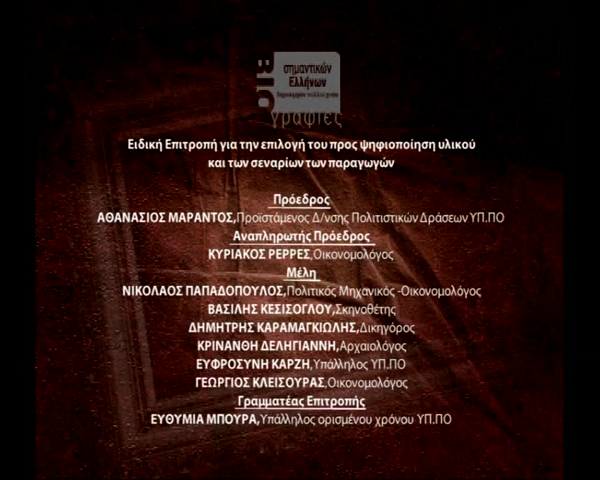 βιο
σημαντικών
Ελλήνων
γραφίες
Ειδική Επιτροπή για την επιλογή του προς ψηφιοποίηση υλικού
και των σεναρίων των παραγωγών
Πρόεδρος
ΑΘΑΝΑΣΙΟΣ ΜΑΡΑΝΤΟΣ,Προϊστάμενος Δ/νσης Πολιτιστικών Δράσεων ΥΠ.ΠΟ
Αναπληρωτής Πρόεδρος
ΚΥΡΙΑΚΟΣ ΡΕΡΡΕΣ,Οικονομολόγος
Μέλη
ΝΙΚΟΛΑΟΣ ΠΑΠΑΔΟΠΟΥΛΟΣ,Πολιτικός Μηχανικός -Οικονομολόγος
ΒΑΣΙΛΗΣ ΚΕΣΙΣΟΓΛΟΥ,Σκηνοθέτης
ΔΗΜΗΤΡΗΣ ΚΑΡΑΜΑΓΚΙΩΛΗΣ,Δικηγόρος
ΚΡΙΝΑΝΘΗ ΔΕΛΗΓΙΑΝΝΗ,Αρχαιολόγος
ΕΥΦΡΟΣΥΝΗ ΚΑΡΖΗ,Υπάλληλος ΥΠ.ΠΟ
ΓΕΩΡΓΙΟΣ ΚΛΕΙΣΟΥΡΑΣ,Οικονομολόγος
Γραμματέας Επιτροπής
ΕΥΘΥΜΙΑ ΜΠΟΥΡΑ,Υπάλληλος ορισμένου χρόνου ΥΠ.ΠΟ